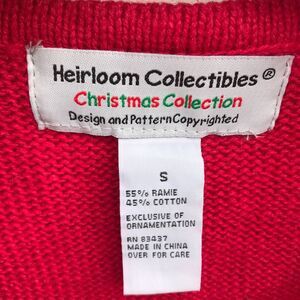 Heirloom Collectibles®
Christmas Collection
Design and Pattern Copyrighted
S
55% RAMIE
45% COTTON
EXCLUSIVE OF
ORNAMENTATION
RN 83437
MADE IN CHINA
OVER FOR CARE